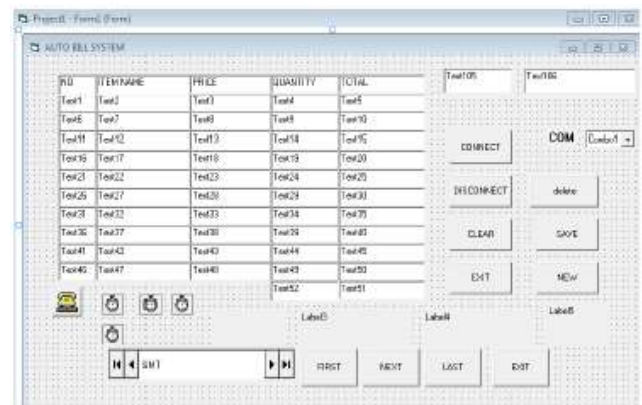 Project1 - Form1 (Form)
AUTO BILL SYSTEM
NO ITEM NAME PRICE QUANTITY TOTAL
Text105 Text106
Text1 Text2 Text3 Text4 Text5
Text6 Text7 Text8 Text9 Text10
Text11 Text12 Text13 Text14 Text15
CONNECT COM Combo1
Text16 Text17 Text18 Text19 Text20
Text21 Text22 Text23 Text24 Text25
DISCONNECT delete
Text26 Text27 Text28 Text29 Text30
Text31 Text32 Text33 Text34 Text35
Text36 Text37 Text38 Text39 Text40
CLEAR SAVE
Text41 Text42 Text43 Text44 Text45
Text46 Text47 Text48 Text49 Text50
EXIT NEW
Text52 Text51
Label3 Label4 Label5
SMT FIRST NEXT LAST EXIT